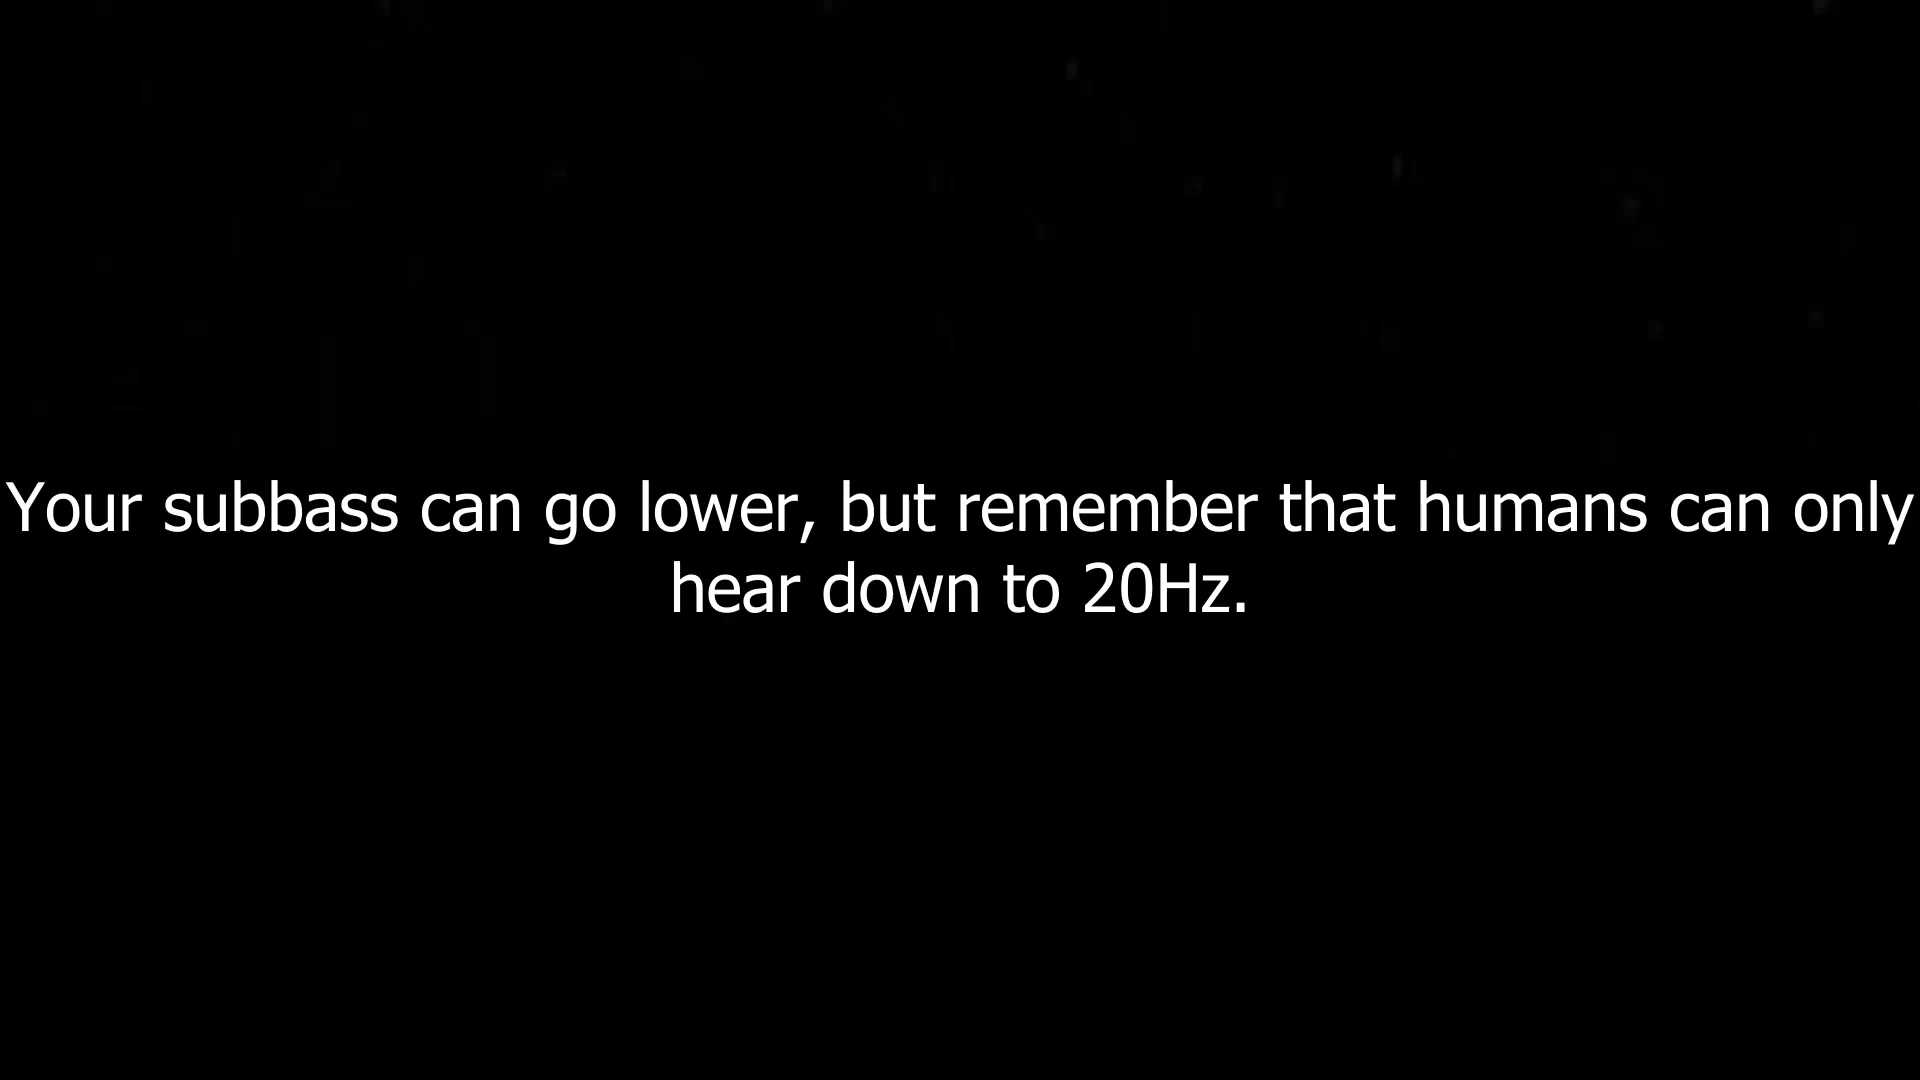 Your subbass can go lower, but remember that humans can only
hear down to 20Hz.